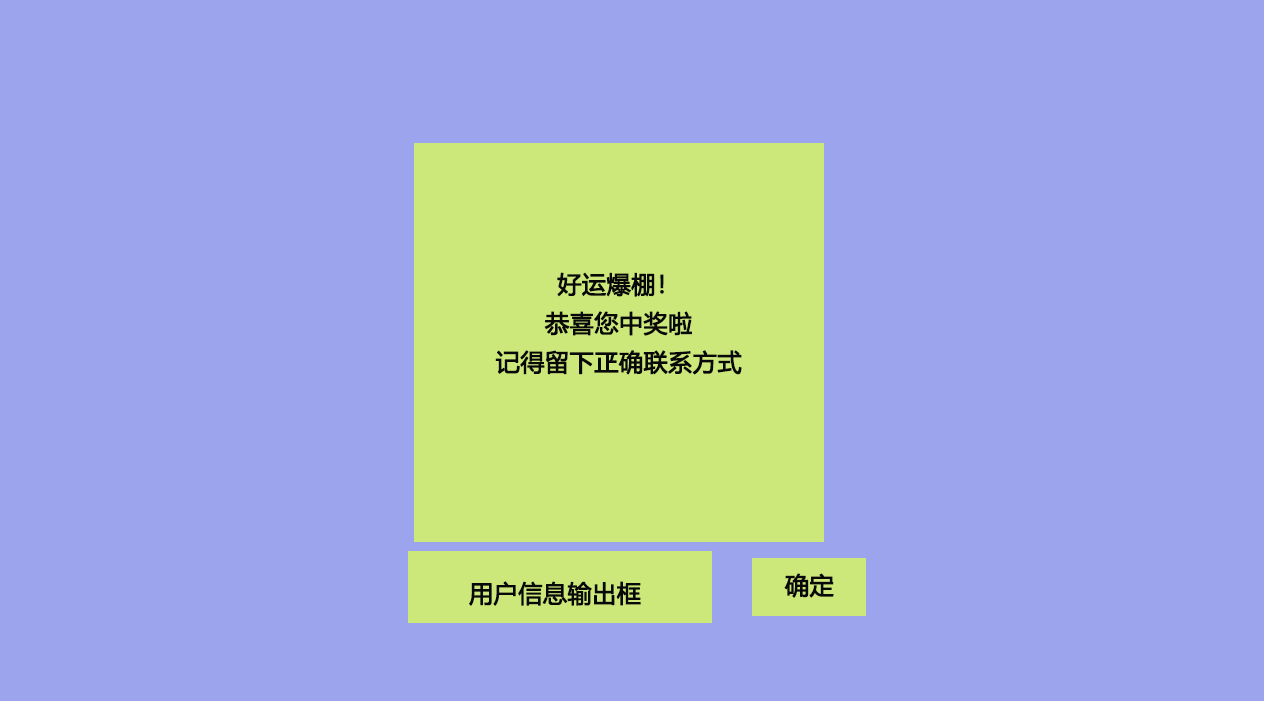 好运爆棚！
恭喜您中奖啦
记得留下正确联系方式
用户信息输出框
确定